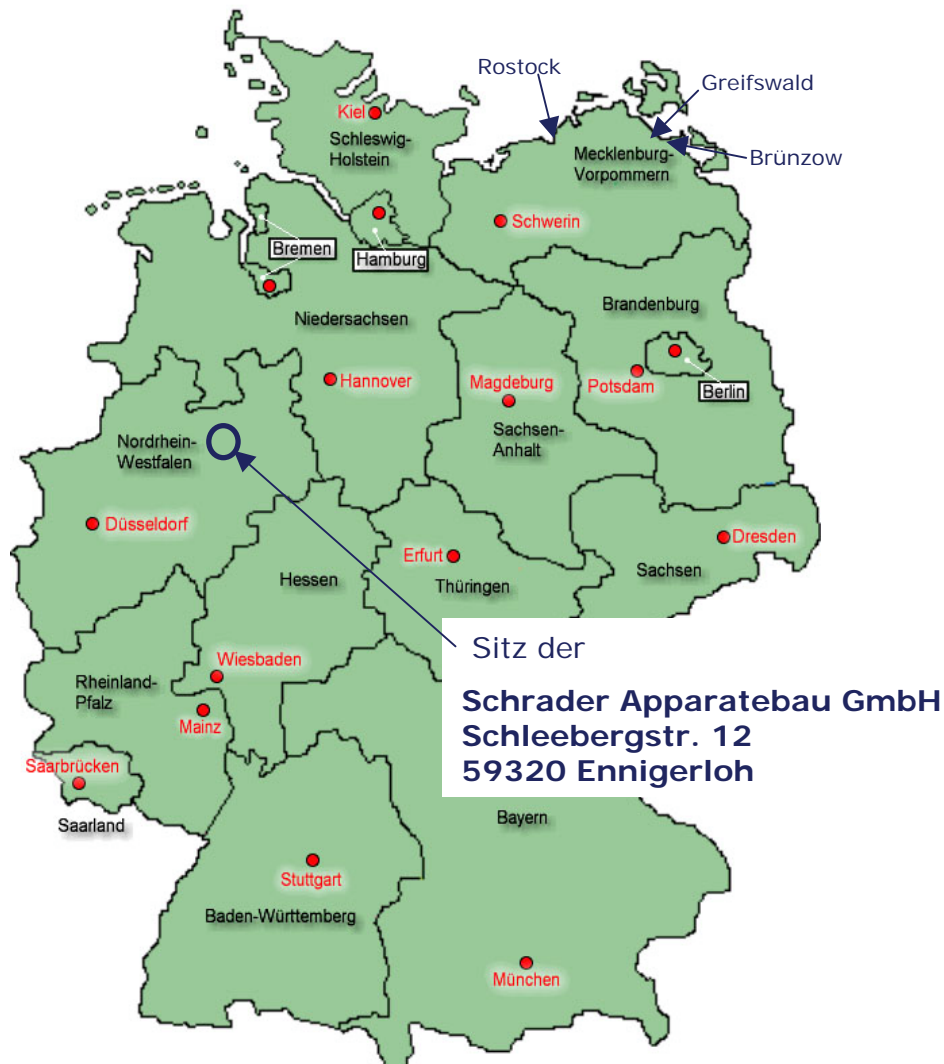 Rostock
Greifswald
Kiel
Schleswig-
Holstein
Mecklenburg-
Vorpommern
Brünzow
Schwerin
Bremen
Hamburg
Brandenburg
Niedersachsen
Hannover
Magdeburg
Potsdam
Berlin
Sachsen-
Anhalt
Nordrhein-
Westfalen
Düsseldorf
Erfurt
Dresden
Hessen
Thüringen
Sachsen
Sitz der
Schrader Apparatebau GmbH
Schleebergstr. 12
59320 Ennigerloh
Wiesbaden
Rheinland-
Pfalz
Mainz
Saarbrücken
Saarland
Bayern
Stuttgart
Baden-Württemberg
München